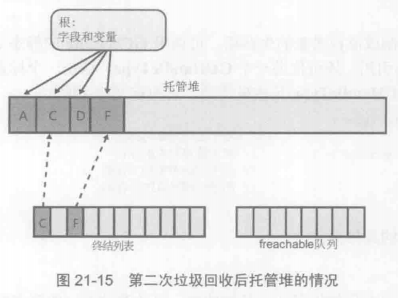 根:
字段和变量
托管堆
A C D F
C F
终结列表
freachable队列
图 21-15 第二次垃圾回收后托管堆的情况